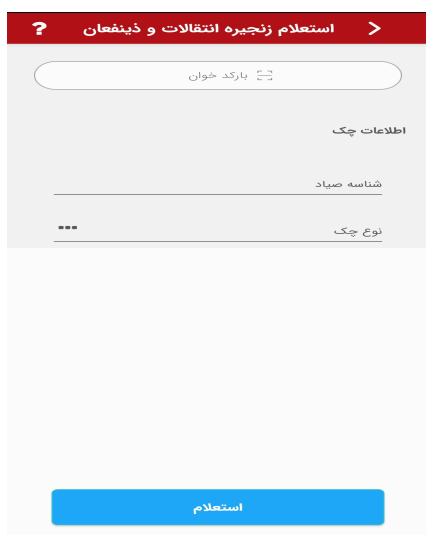 استعلام زنجیره انتقالات و ذینفعان ?
بارکد خوان
اطلاعات چک
شناسه صیاد
نوع چک
استعلام